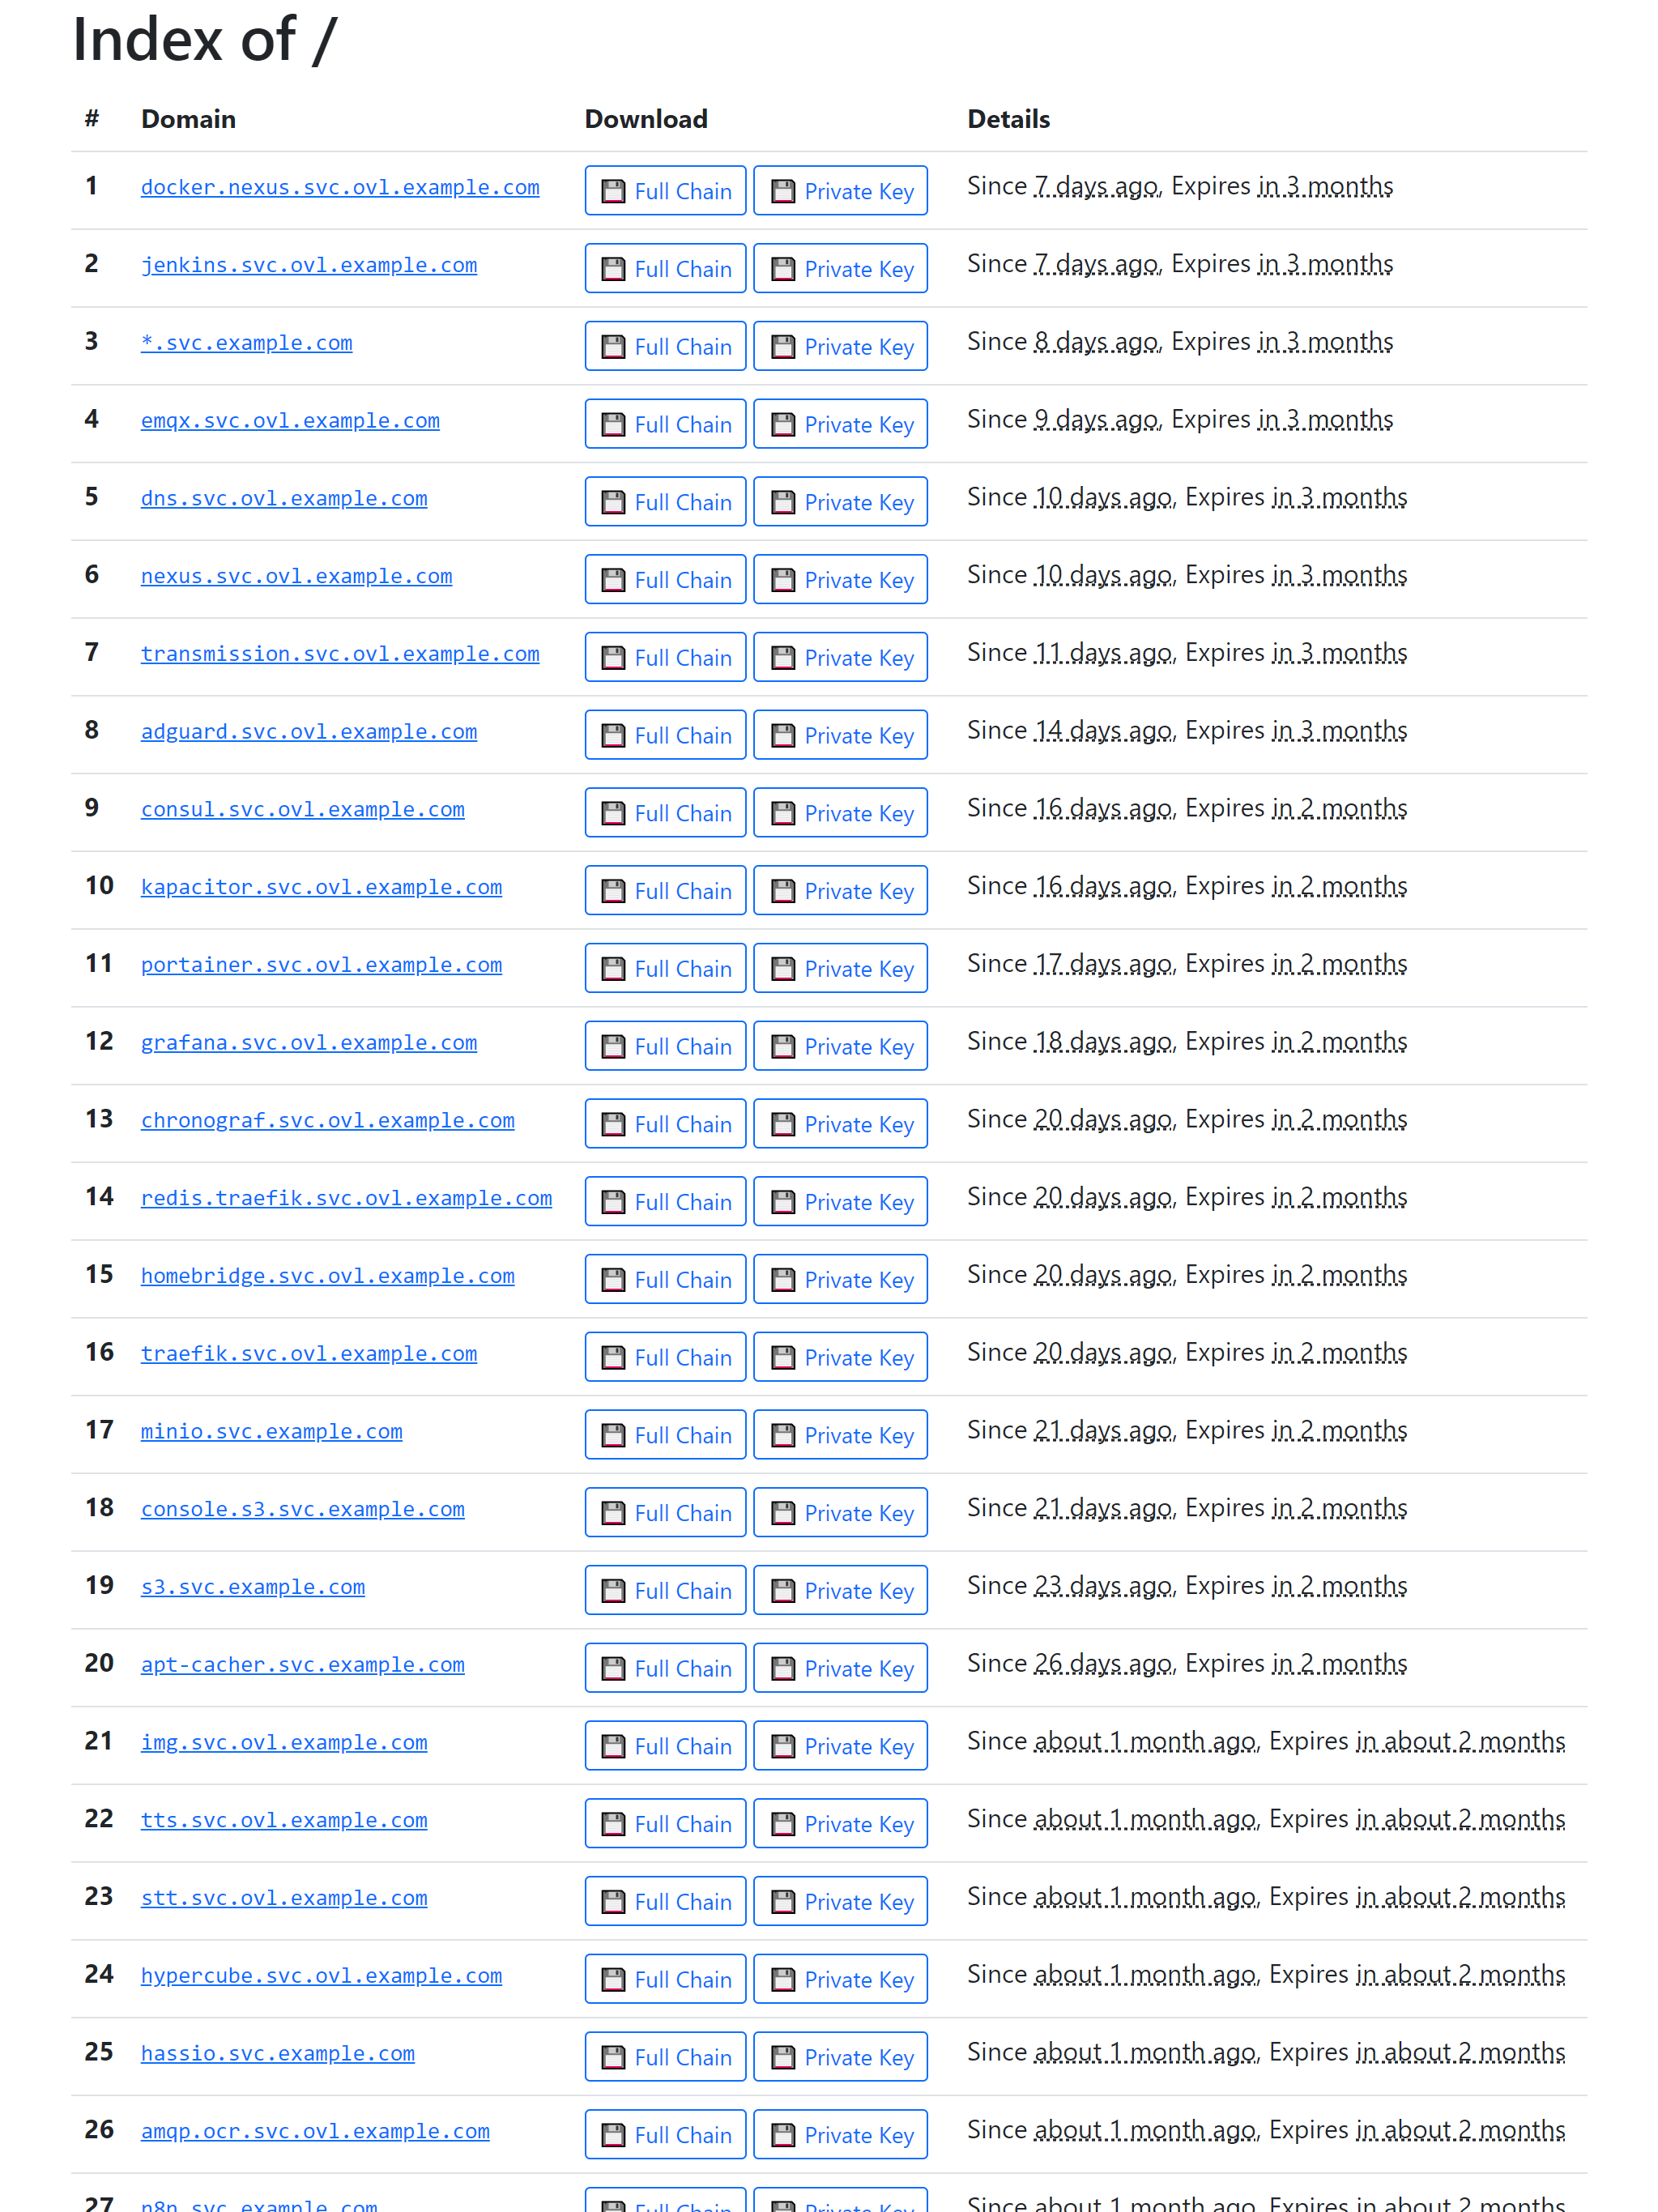 Index of /
# Domain Download Details
1 docker.nexus.svc.ovl.example.com Full Chain Private Key Since 7 days ago, Expires in 3 months
2 jenkins.svc.ovl.example.com Full Chain Private Key Since 7 days ago, Expires in 3 months
3 *.svc.example.com Full Chain Private Key Since 8 days ago, Expires in 3 months
4 emqx.svc.ovl.example.com Full Chain Private Key Since 9 days ago, Expires in 3 months
5 dns.svc.ovl.example.com Full Chain Private Key Since 10 days ago, Expires in 3 months
6 nexus.svc.ovl.example.com Full Chain Private Key Since 10 days ago, Expires in 3 months
7 transmission.svc.ovl.example.com Full Chain Private Key Since 11 days ago, Expires in 3 months
8 adguard.svc.ovl.example.com Full Chain Private Key Since 14 days ago, Expires in 3 months
9 consul.svc.ovl.example.com Full Chain Private Key Since 16 days ago, Expires in 2 months
10 kapacitor.svc.ovl.example.com Full Chain Private Key Since 16 days ago, Expires in 2 months
11 portainer.svc.ovl.example.com Full Chain Private Key Since 17 days ago, Expires in 2 months
12 grafana.svc.ovl.example.com Full Chain Private Key Since 18 days ago, Expires in 2 months
13 chronograf.svc.ovl.example.com Full Chain Private Key Since 20 days ago, Expires in 2 months
14 redis.traefik.svc.ovl.example.com Full Chain Private Key Since 20 days ago, Expires in 2 months
15 homebridge.svc.ovl.example.com Full Chain Private Key Since 20 days ago, Expires in 2 months
16 traefik.svc.ovl.example.com Full Chain Private Key Since 20 days ago, Expires in 2 months
17 minio.svc.example.com Full Chain Private Key Since 21 days ago, Expires in 2 months
18 console.s3.svc.example.com Full Chain Private Key Since 21 days ago, Expires in 2 months
19 s3.svc.example.com Full Chain Private Key Since 23 days ago, Expires in 2 months
20 apt-cacher.svc.example.com Full Chain Private Key Since 26 days ago, Expires in 2 months
21 img.svc.ovl.example.com Full Chain Private Key Since about 1 month ago, Expires in about 2 months
22 tts.svc.ovl.example.com Full Chain Private Key Since about 1 month ago, Expires in about 2 months
23 stt.svc.ovl.example.com Full Chain Private Key Since about 1 month ago, Expires in about 2 months
24 hypercube.svc.ovl.example.com Full Chain Private Key Since about 1 month ago, Expires in about 2 months
25 hassio.svc.example.com Full Chain Private Key Since about 1 month ago, Expires in about 2 months
26 amqp.ocr.svc.ovl.example.com Full Chain Private Key Since about 1 month ago, Expires in about 2 months
27 n8n.svc.example.com Full Chain Private Key Since about 1 month ago, Expires in about 2 months